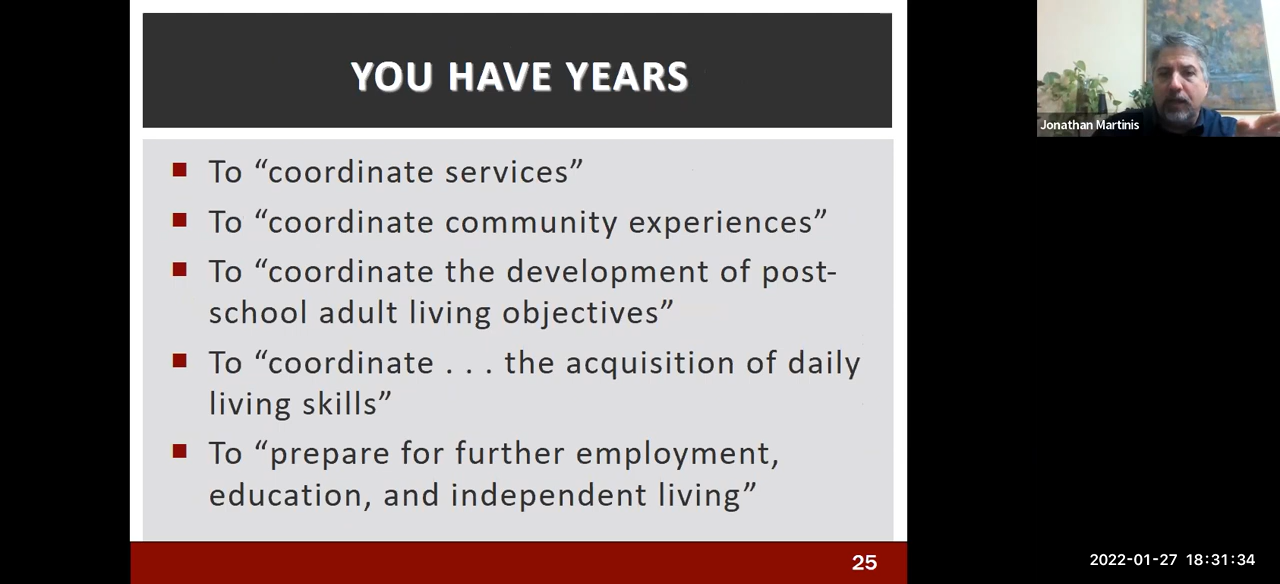 YOU HAVE YEARS
Jonathan Martinis
To “coordinate services”
To “coordinate community experiences”
To “coordinate the development of post-
school adult living objectives”
To “coordinate . . . the acquisition of daily
living skills”
To “prepare for further employment,
education, and independent living”
25
2022-01-27 18:31:34